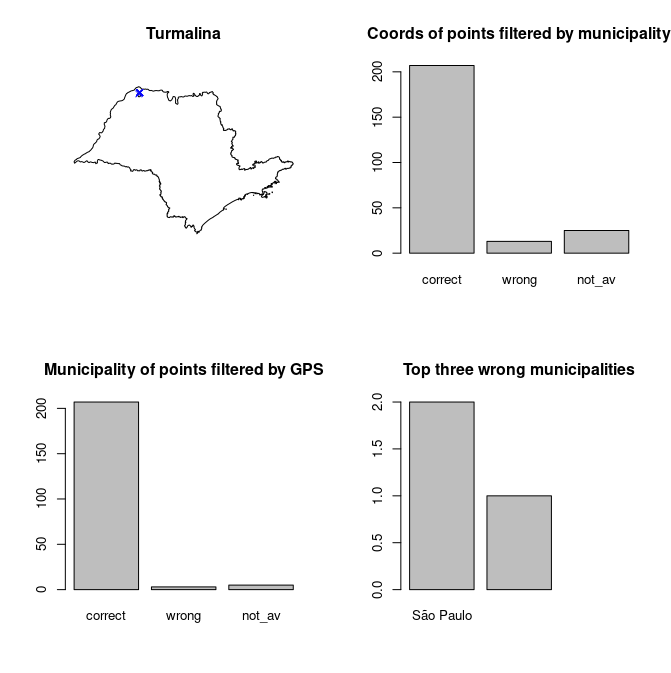 Turmalina
Coords of points filtered by municipality
200
150
100
50
0
correct wrong not_av
Municipality of points filtered by GPS
200
150
100
50
0
correct wrong not_av
Top three wrong municipalities
2.0
1.5
1.0
0.5
0.0
São Paulo